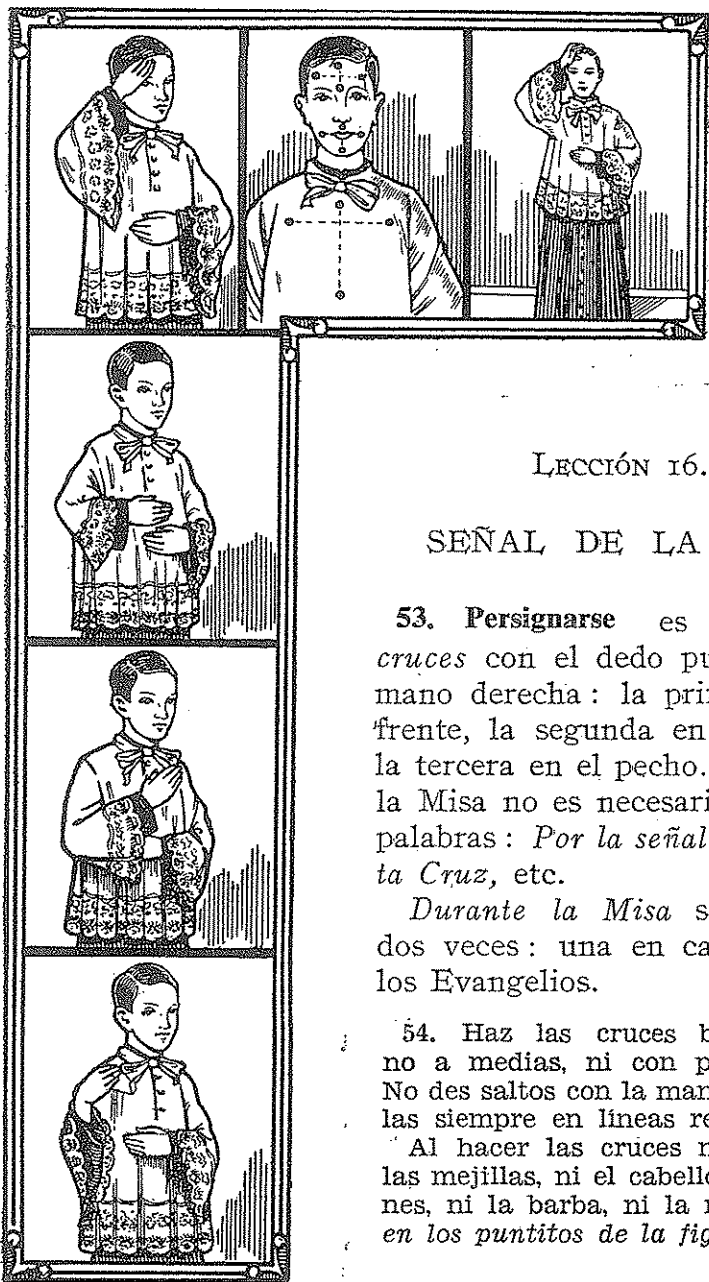 LECCIÓN 16.
SEÑAL DE LA
53. Persignarse es
cruces con el dedo pu
mano derecha: la pri
frente, la segunda en
la tercera en el pecho.
la Misa no es necesari
palabras: Por la señal
ta Cruz, etc.
Durante la Misa s
dos veces: una en ca
los Evangelios.
54. Haz las cruces b
no a medias, ni con p
No des saltos con la man
las siempre en líneas re
Al hacer las cruces n
las mejillas, ni el cabell
nes, ni la barba, ni la
en los puntitos de la fig